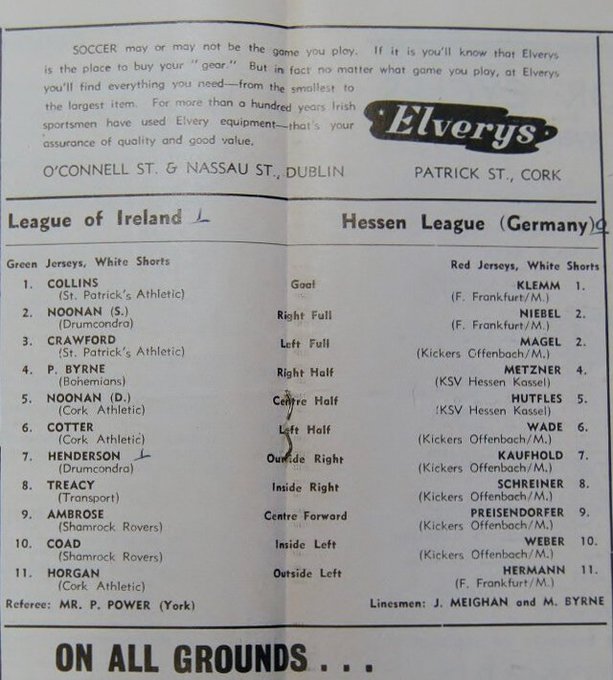 SOCCER may or may not be the game you play. If it is you'll know that Elverys
is the place to buy your "gear." But in fact no matter what game you play, at Elverys
you'll find everything you need—from the smallest to
the largest item. For more than a hundred years Irish
sportsmen have used Elvery equipment—that's your
assurance of quality and good value.
Elverys
O'CONNELL ST. & NASSAU ST., DUBLIN PATRICK ST., CORK
League of Ireland 1 Hessen League (Germany) 0
Green Jerseys, White Shorts Red Jerseys, White Shorts
1. COLLINS Goal KLEMM 1.
(St. Patrick's Athletic) (F. Frankfurt/M.)
2. NOONAN (S.) Right Full NIEBEL 2.
(Drumcondra) (F. Frankfurt/M.)
3. CRAWFORD Left Full MAGEL 2.
(St. Patrick's Athletic) (Kickers Offenbach/M.)
4. P. BYRNE Right Half METZNER 4.
(Bohemians) (KSV Hessen Kassel)
5. NOONAN (D.) Centre Half HUTFLES 5.
(Cork Athletic) (KSV Hessen Kassel)
6. COTTER Left Half WADE 6.
(Cork Athletic) (Kickers Offenbach/M.)
7. HENDERSON 1 Outside Right KAUFHOLD 7.
(Drumcondra) (Kickers Offenbach/M.)
8. TREACY Inside Right SCHREINER 8.
(Transport) (Kickers Offenbach/M.)
9. AMBROSE Centre Forward PREISENDORFER 9.
(Shamrock Rovers) (Kickers Offenbach/M.)
10. COAD Inside Left WEBER 10.
(Shamrock Rovers) (Kickers Offenbach/M.)
11. HORGAN Outside Left HERMANN 11.
(Cork Athletic) (F. Frankfurt/M.)
Referee: MR. P. POWER (York) Linesmen: J. MEIGHAN and M. BYRNE
ON ALL GROUNDS . . .